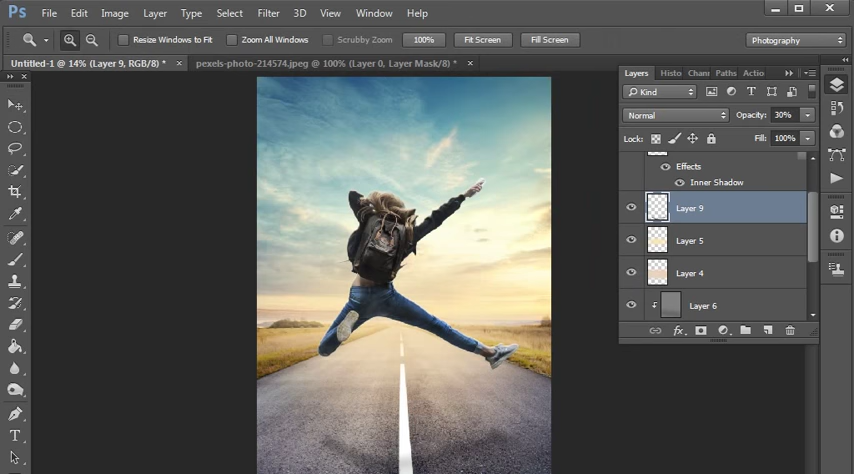 Ps File Edit Image Layer Type Select Filter 3D View Window Help
Resize Windows to Fit Zoom All Windows Scrubby Zoom 100% Fit Screen Fill Screen Photography
Untitled-1 @ 14% (Layer 9, RGB/8) * × pexels-photo-214574.jpeg @ 100% (Layer 0, Layer Mask/8) * ×
Layers Histo Chann Paths Actio
Kind
Normal Opacity: 30%
Lock: Fill: 100%
Effects
Inner Shadow
Layer 9
Layer 5
Layer 4
Layer 6
fx
T